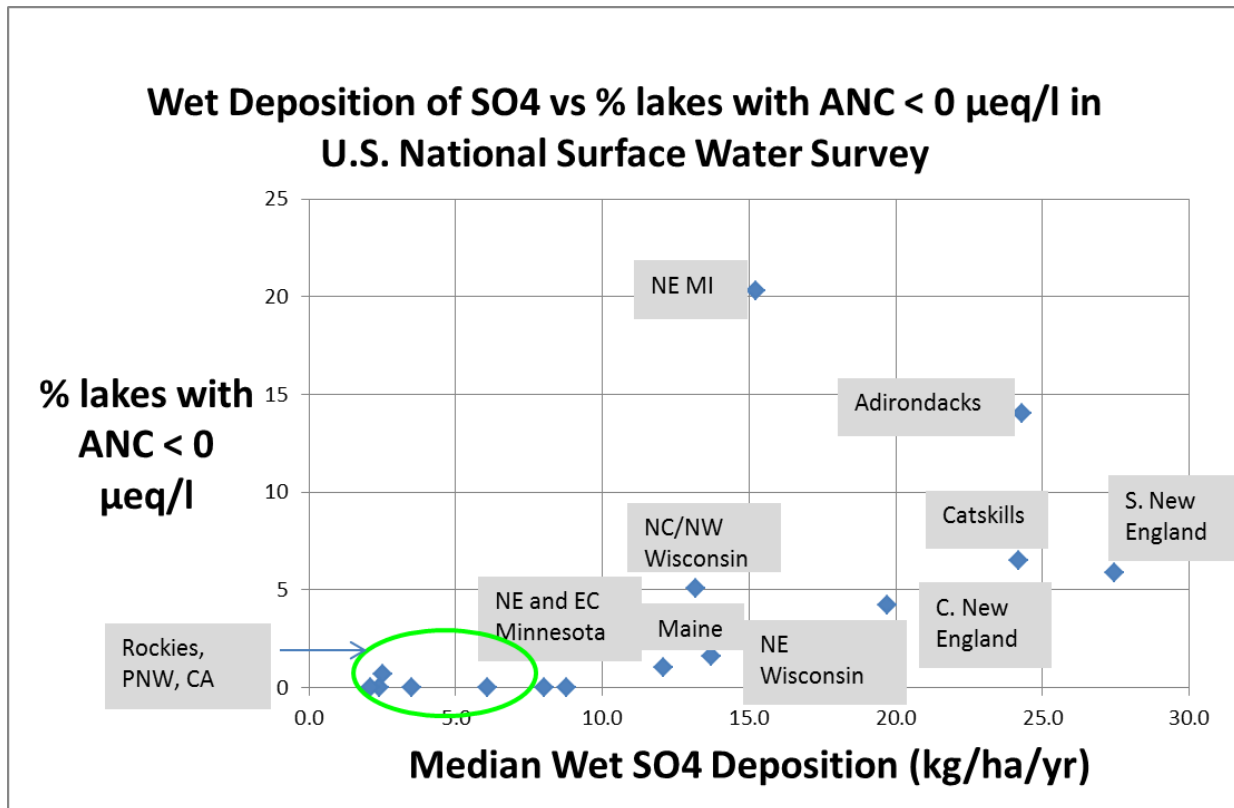 Wet Deposition of SO4 vs % lakes with ANC < 0 µeq/l in
U.S. National Surface Water Survey
25
20
15
10
5
0
% lakes with
ANC < 0
µeq/l
NE MI
Adirondacks
Catskills
S. New
England
NC/NW
Wisconsin
NE and EC
Minnesota
Maine
NE
Wisconsin
C. New
England
Rockies,
PNW, CA
0.0 5.0 10.0 15.0 20.0 25.0 30.0
Median Wet SO4 Deposition (kg/ha/yr)